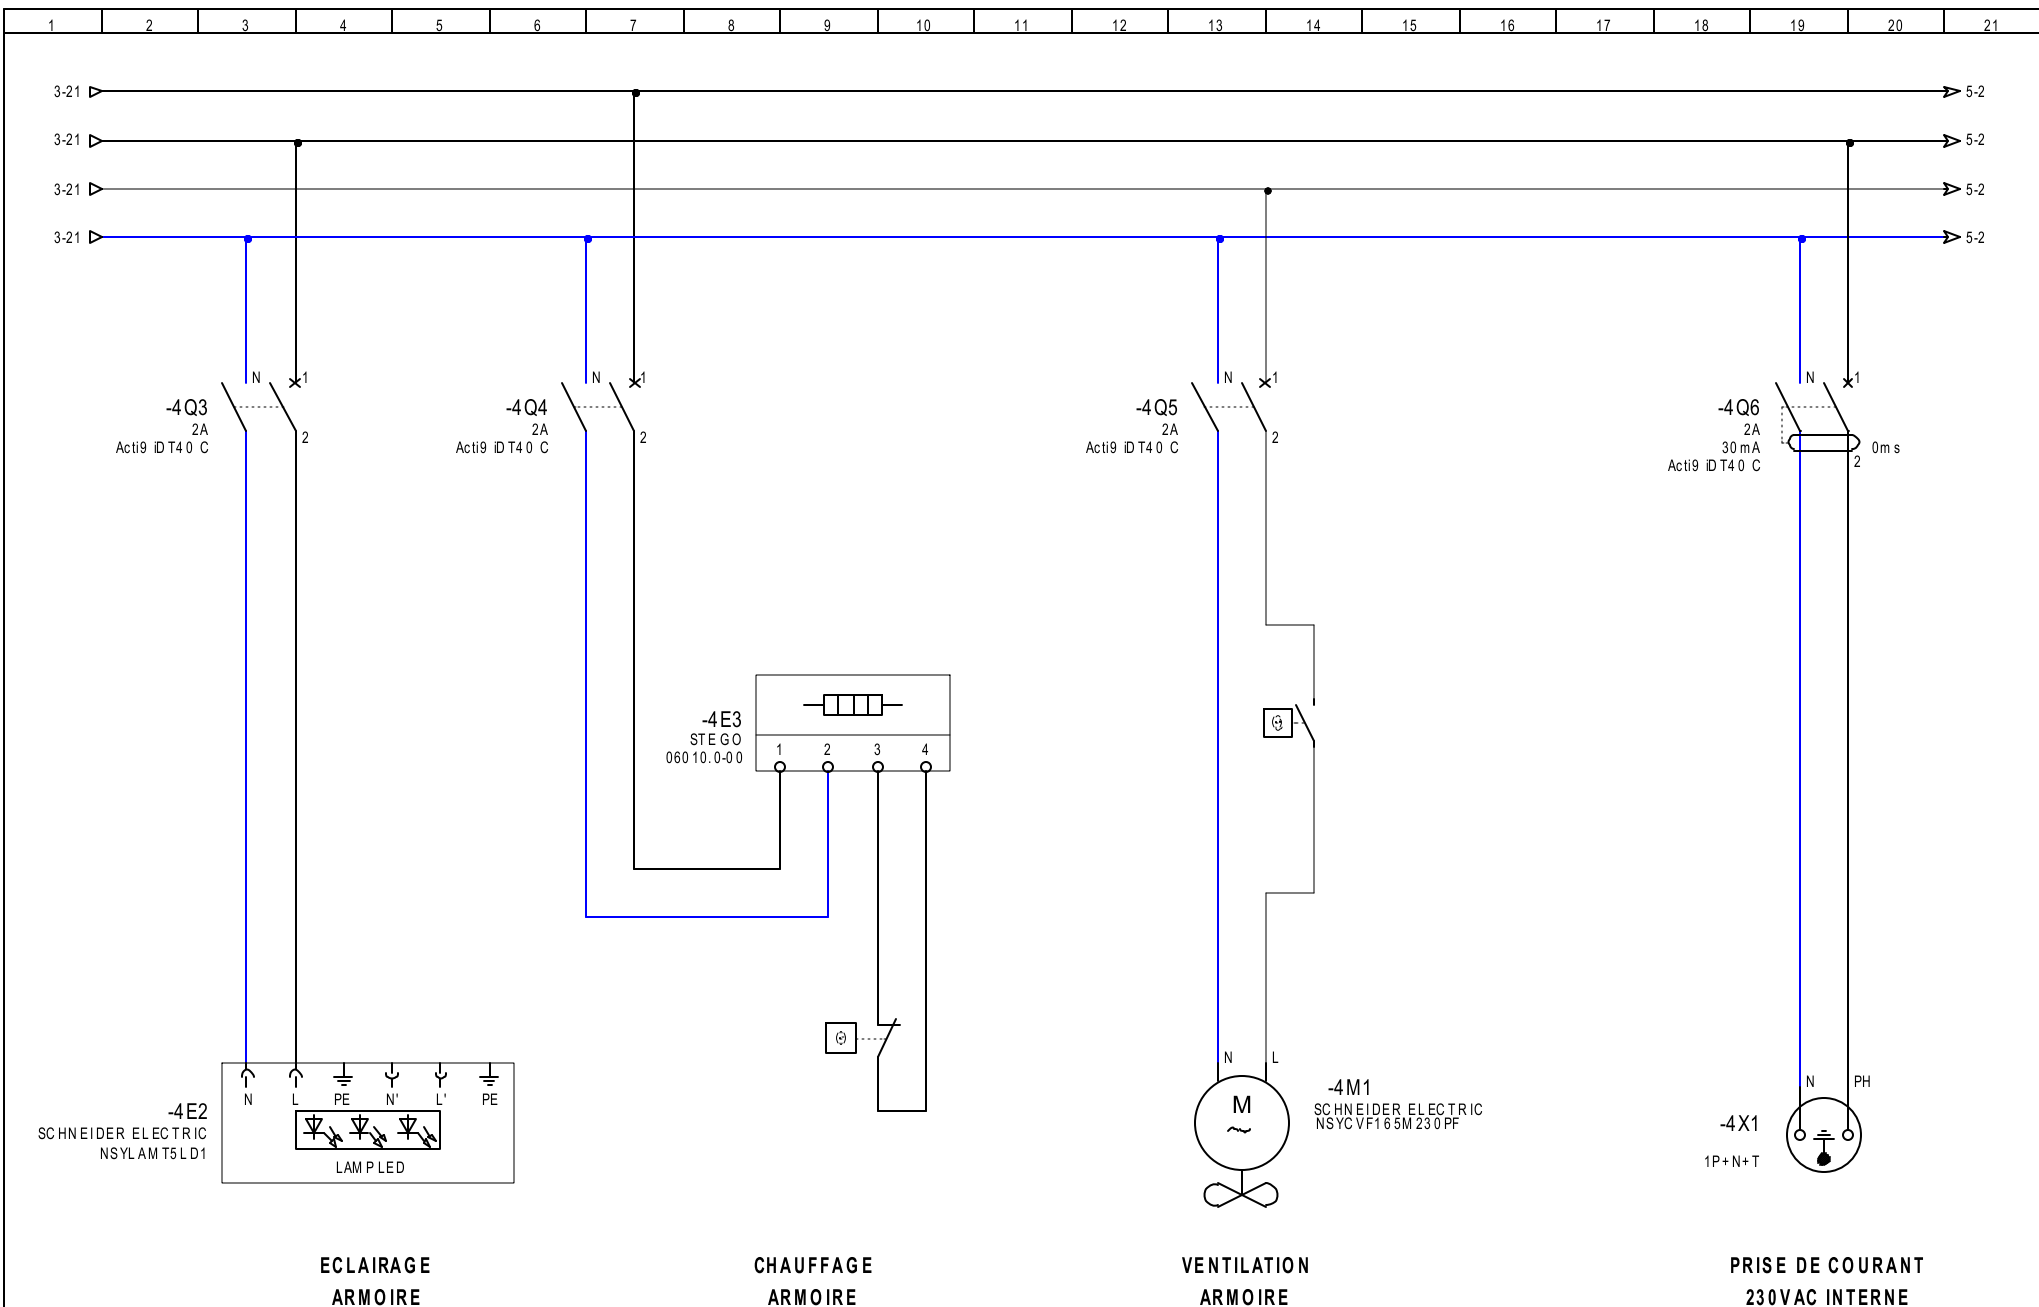 1 2 3 4 5 6 7 8 9 10 11 12 13 14 15 16 17 18 19 20 21
3-21 5-2
3-21 5-2
3-21 5-2
3-21 5-2
N 1
-4Q3
2A
Acti9 iDT40 C
2
N 1
-4Q4
2A
Acti9 iDT40 C
2
N 1
-4Q5
2A
Acti9 iDT40 C
2
N 1
-4Q6
2A
30mA
Acti9 iDT40 C
0ms
2
-4E3
STEGO
06010.0-00
1 2 3 4
N L PE N' L' PE
-4E2
SCHNEIDER ELECTRIC
NSYLAMT5LD1
LAMP LED
N L
M
~
-4M1
SCHNEIDER ELECTRIC
NSYCVF165M230PF
N PH
-4X1
1P+N+T
ECLAIRAGE
ARMOIRE
CHAUFFAGE
ARMOIRE
VENTILATION
ARMOIRE
PRISE DE COURANT
230VAC INTERNE